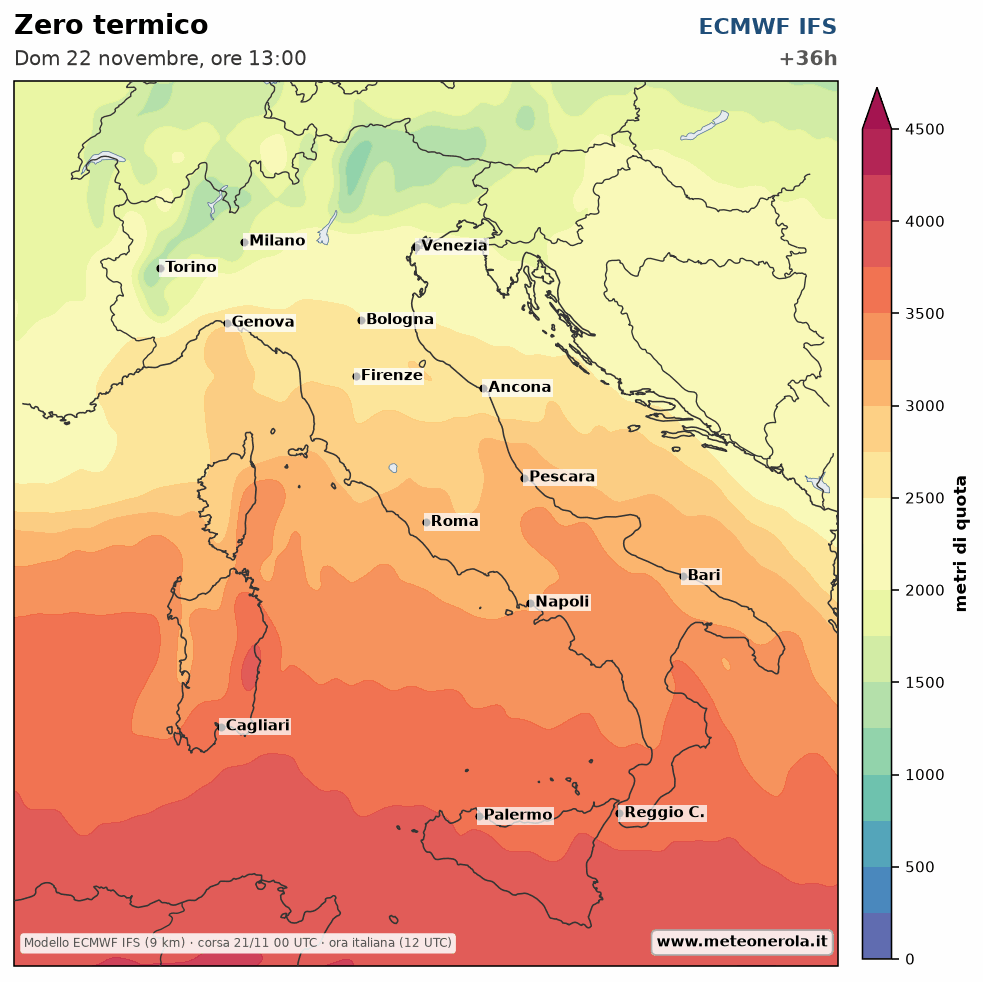 Zero termico
ECMWF IFS
Dom 22 novembre, ore 13:00
+36h
Milano
Venezia
Torino
Genova
Bologna
Firenze
Ancona
Pescara
Roma
Bari
Napoli
Cagliari
Palermo
Reggio C.
4500
4000
3500
3000
2500
2000
1500
1000
500
0
metri di quota
Modello ECMWF IFS (9 km) · corsa 21/11 00 UTC · ora italiana (12 UTC)
www.meteonerola.it